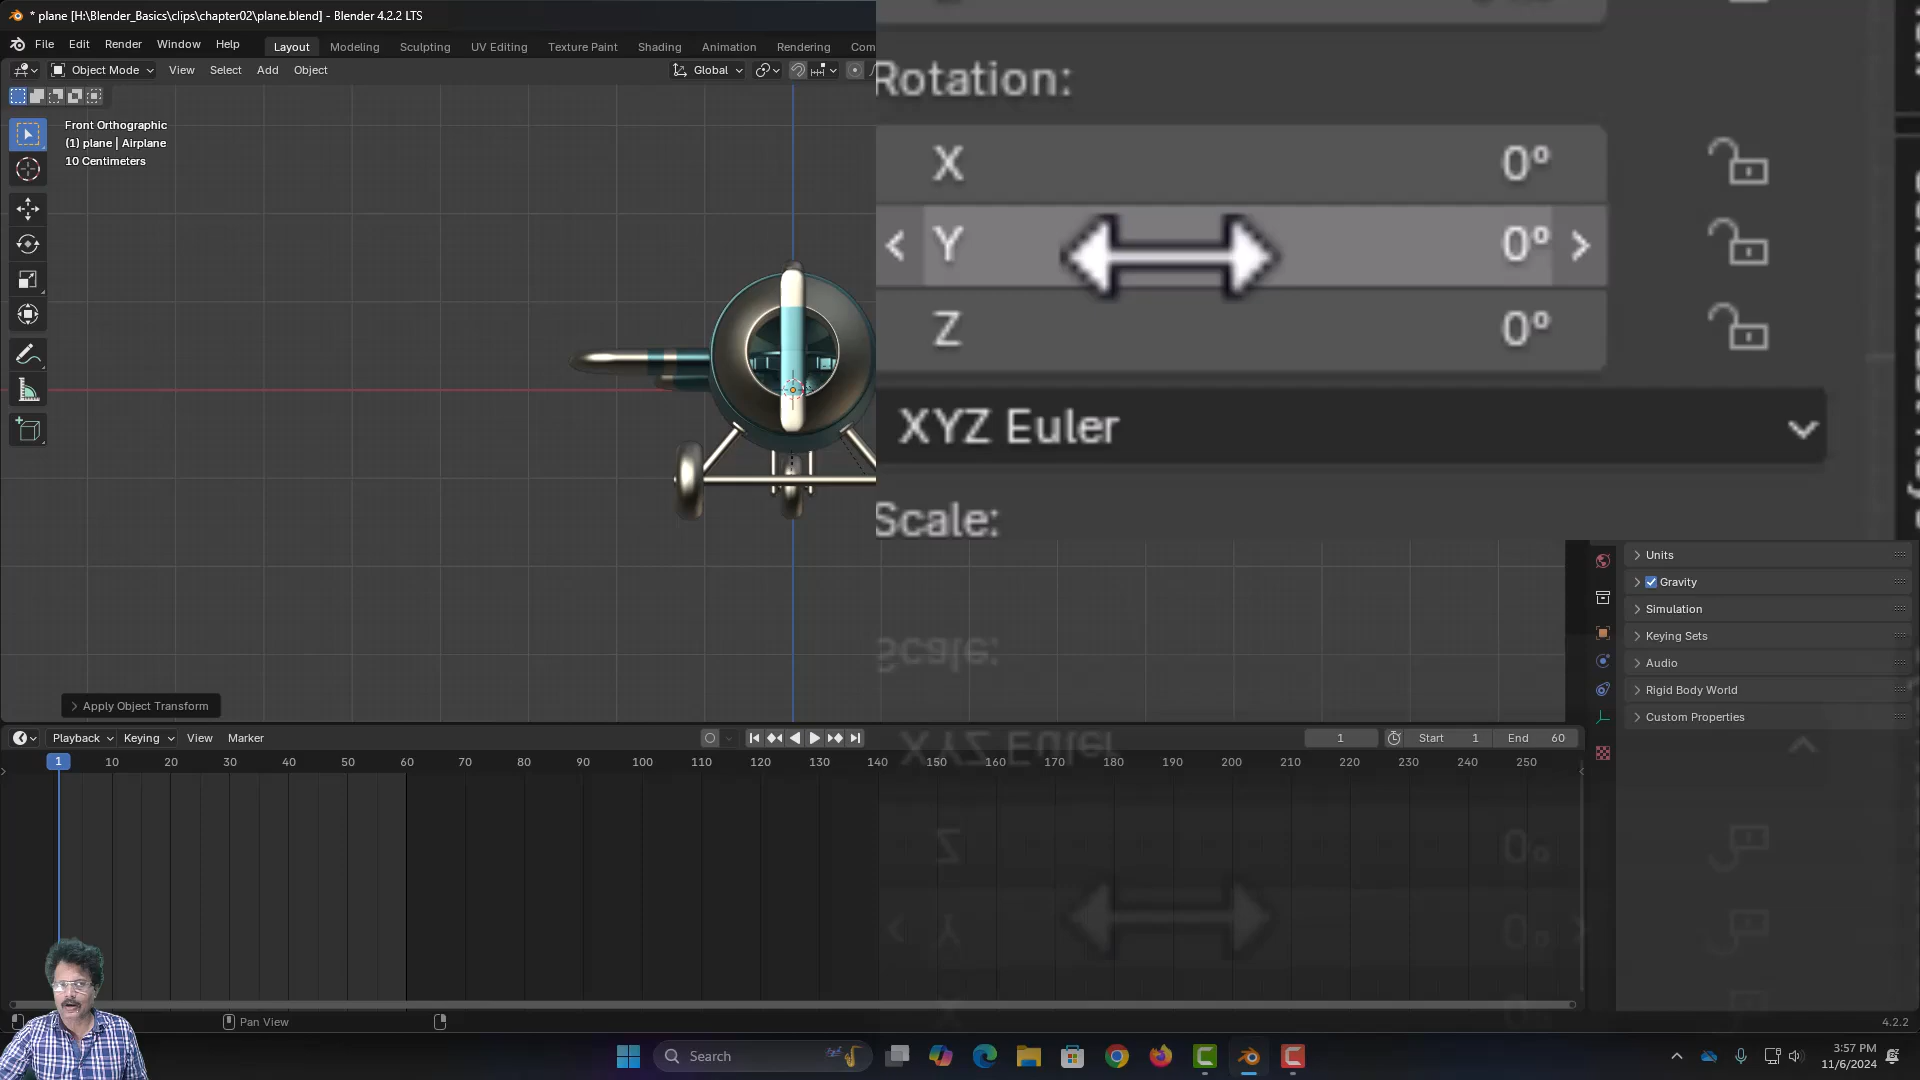 * plane [H:\Blender_Basics\clips\chapter02\plane.blend] - Blender 4.2.2 LTS
File Edit Render Window Help Layout Modeling Sculpting UV Editing Texture Paint Shading Animation Rendering Com
Object Mode View Select Add Object Global
Front Orthographic
(1) plane | Airplane
10 Centimeters
Rotation:
X 0°
Y 0°
Z 0°
XYZ Euler
Scale:
Units
Gravity
Simulation
Keying Sets
Audio
Rigid Body World
Custom Properties
Apply Object Transform
Playback Keying View Marker 1 Start 1 End 60
1 10 20 30 40 50 60 70 80 90 100 110 120 130 140 150 160 170 180 190 200 210 220 230 240 250
Pan View
4.2.2
Search
3:57 PM
11/6/2024